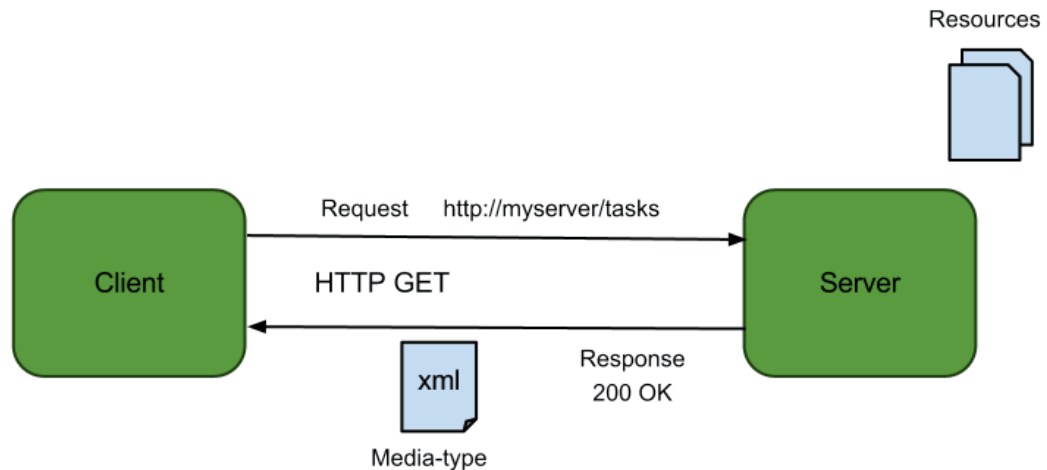 Resources
Request http://myserver/tasks
Client
HTTP GET
Server
Response
200 OK
xml
Media-type